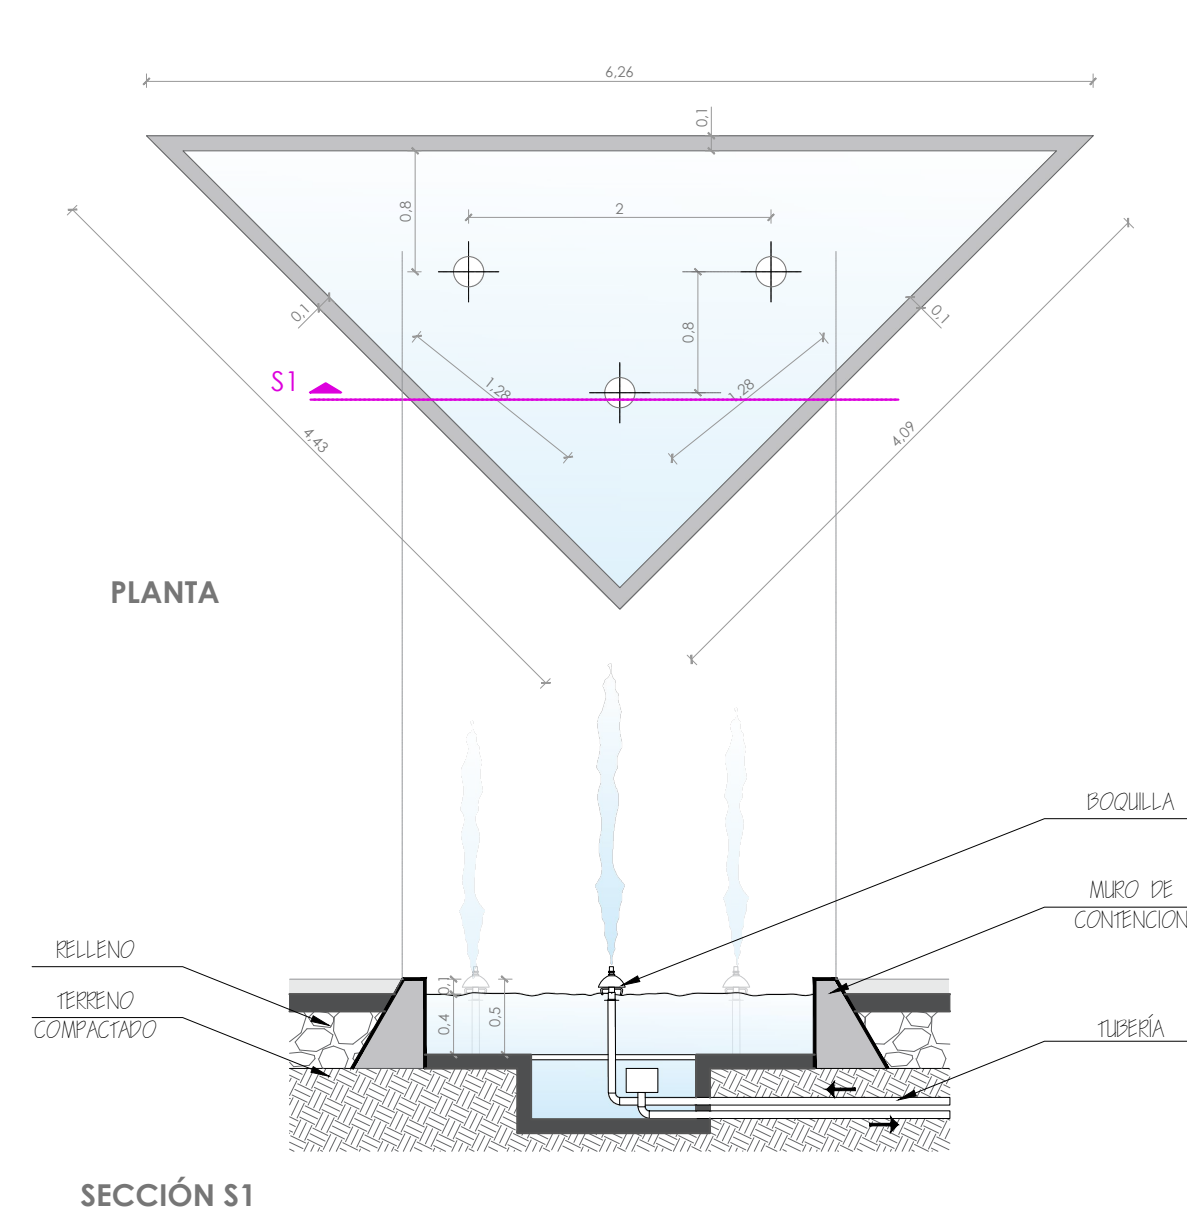 6,26
0,1
0,8
2
0,1
0,8
0,1
S1
1,28
1,28
4,43
4,09
PLANTA
BOQUILLA
MURO DE
CONTENCION
RELLENO
TERRENO
COMPACTADO
0,1
0,4
0,5
TUBERÍA
SECCIÓN S1